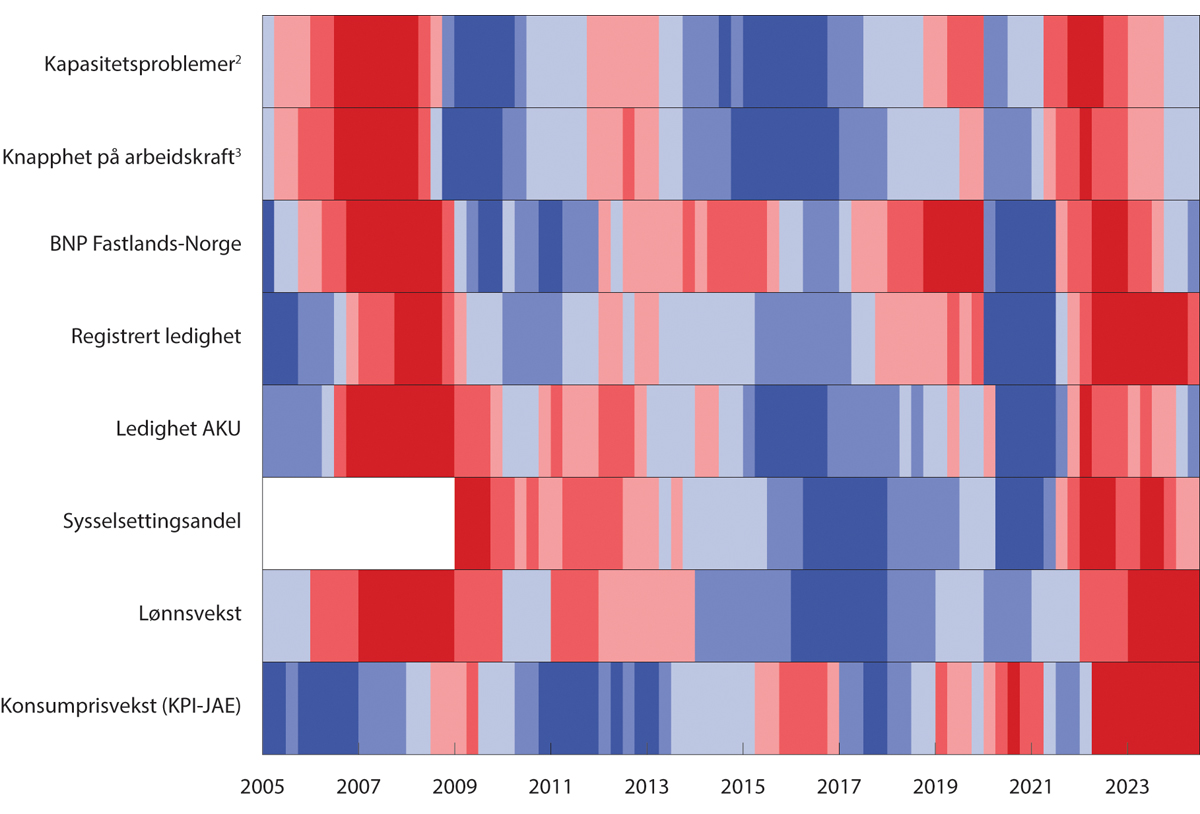 Kapasitetsproblemer²
Knapphet på arbeidskraft³
BNP Fastlands-Norge
Registrert ledighet
Ledighet AKU
Sysselsettingsandel
Lønnsvekst
Konsumprisvekst (KPI-JAE)
2005 2007 2009 2011 2013 2015 2017 2019 2021 2023